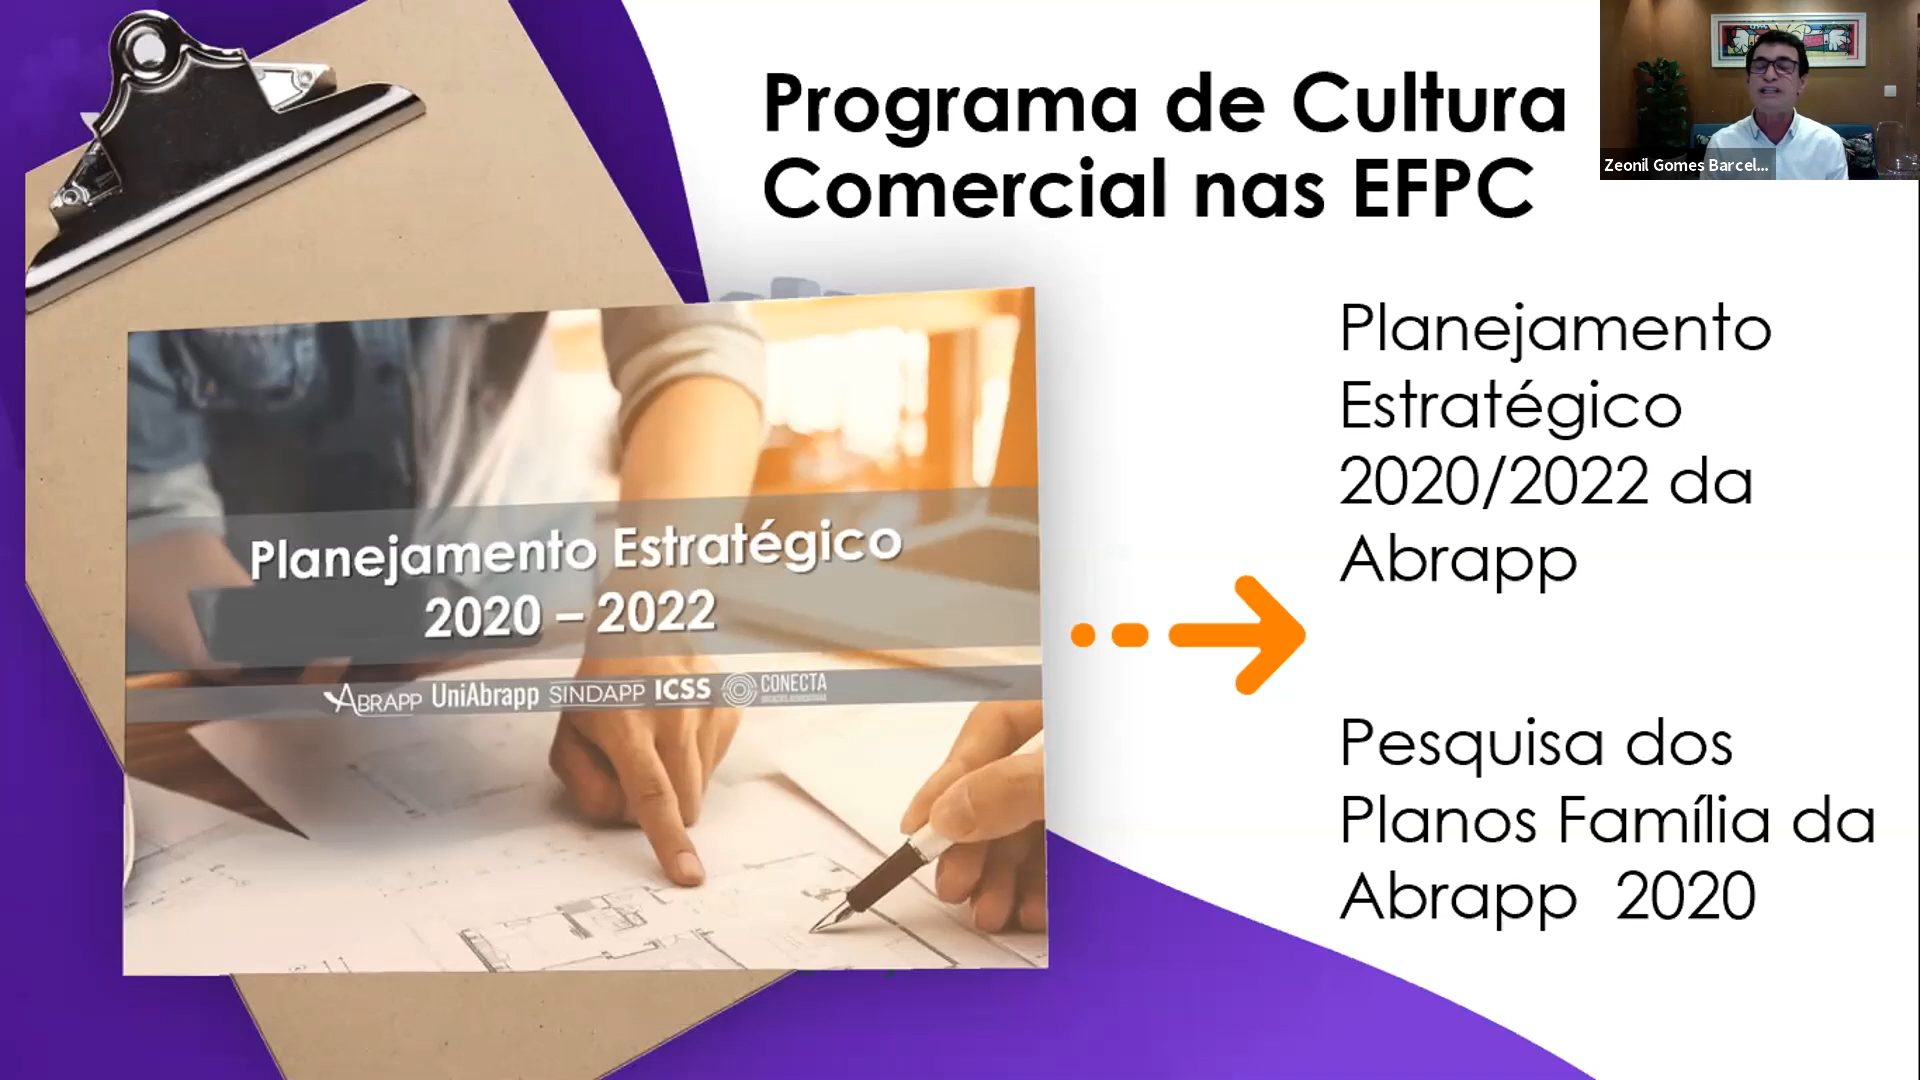 Programa de Cultura
Comercial nas EFPC
Zeonil Gomes Barcel...
Planejamento
Estratégico
2020/2022 da
Abrapp
Pesquisa dos
Planos Família da
Abrapp 2020
Planejamento Estratégico
2020 – 2022
ABRAPP UniAbrapp SINDAPP ICSS CONECTA